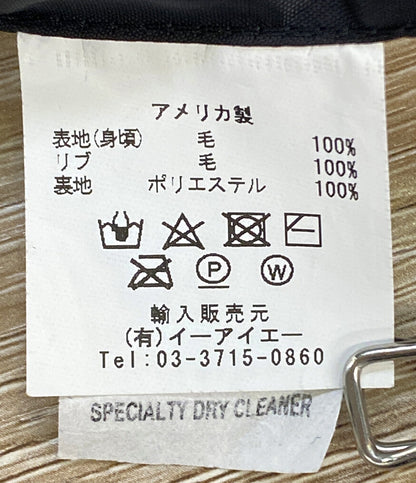 アメリカ製
表地(身頃) 毛 100%
リブ 毛 100%
裏地 ポリエステル 100%
P W
輸入販売元
(有)イーアイエー
Tel:03-3715-0860
SPECIALTY DRY CLEANER